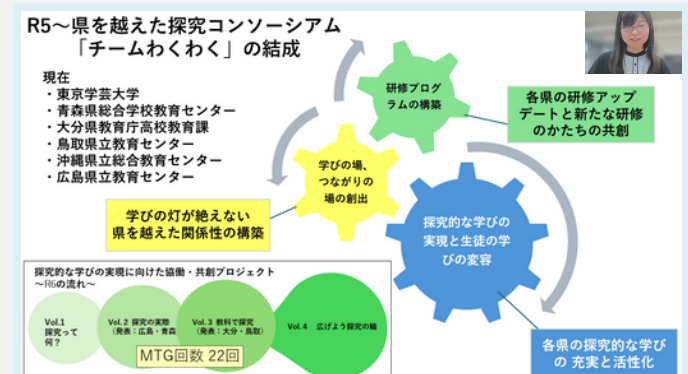 R5～県を越えた探究コンソーシアム
「チームわくわく」の結成
現在
・東京学芸大学
・青森県総合学校教育センター
・大分県教育庁高校教育課
・鳥取県立教育センター
・沖縄県立総合教育センター
・広島県立教育センター
研修プログ
ラムの構築
各県の研修アップ
デートと新たな研修
のかたちの共創
学びの場、
つながりの
場の創出
学びの灯が絶えない
県を越えた関係性の構築
探究的な学びの
実現と生徒の学
びの変容
各県の探究的な学び
の 充実と活性化
探究的な学びの実現に向けた協働・共創プロジェクト
～R6の流れ～
Vol.1
探究って
何？
Vol.2 探究の実際
（発表：広島・青森
Vol.3 教科で探究
（発表：大分・鳥取）
Vol.4 広げよう探究の輪
MTG回数 22回